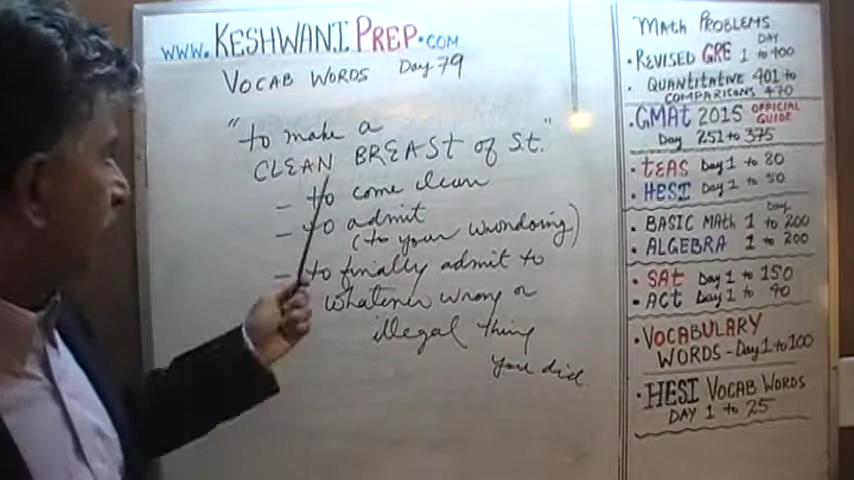 www.KESHWANIPREP.COM
VOCAB WORDS Day 79
"to make a
CLEAN BREAST of s.t."
- to come clean
- to admit
(to your wrondoing)
- to finally admit to
whatever wrong or
illegal thing
you did.
Math PROBLEMS
DAY
• REVISED GRE 1 to 400
• QUANTITATIVE 401 to
COMPARISONS 470
• GMAT 2015 OFFICIAL
GUIDE
Day 251 to 375
• tEAS Day 1 to 80
• HESI Day 1 to 50
Day
• BASIC MAth 1 to 200
• ALGEBRA 1 to 200
• SAt Day 1 to 150
• ACt Day 1 to 90
• VOCABULARY
WORDS - Day 1 to 100
• HESI VOCAB WORDS
DAY 1 to 25